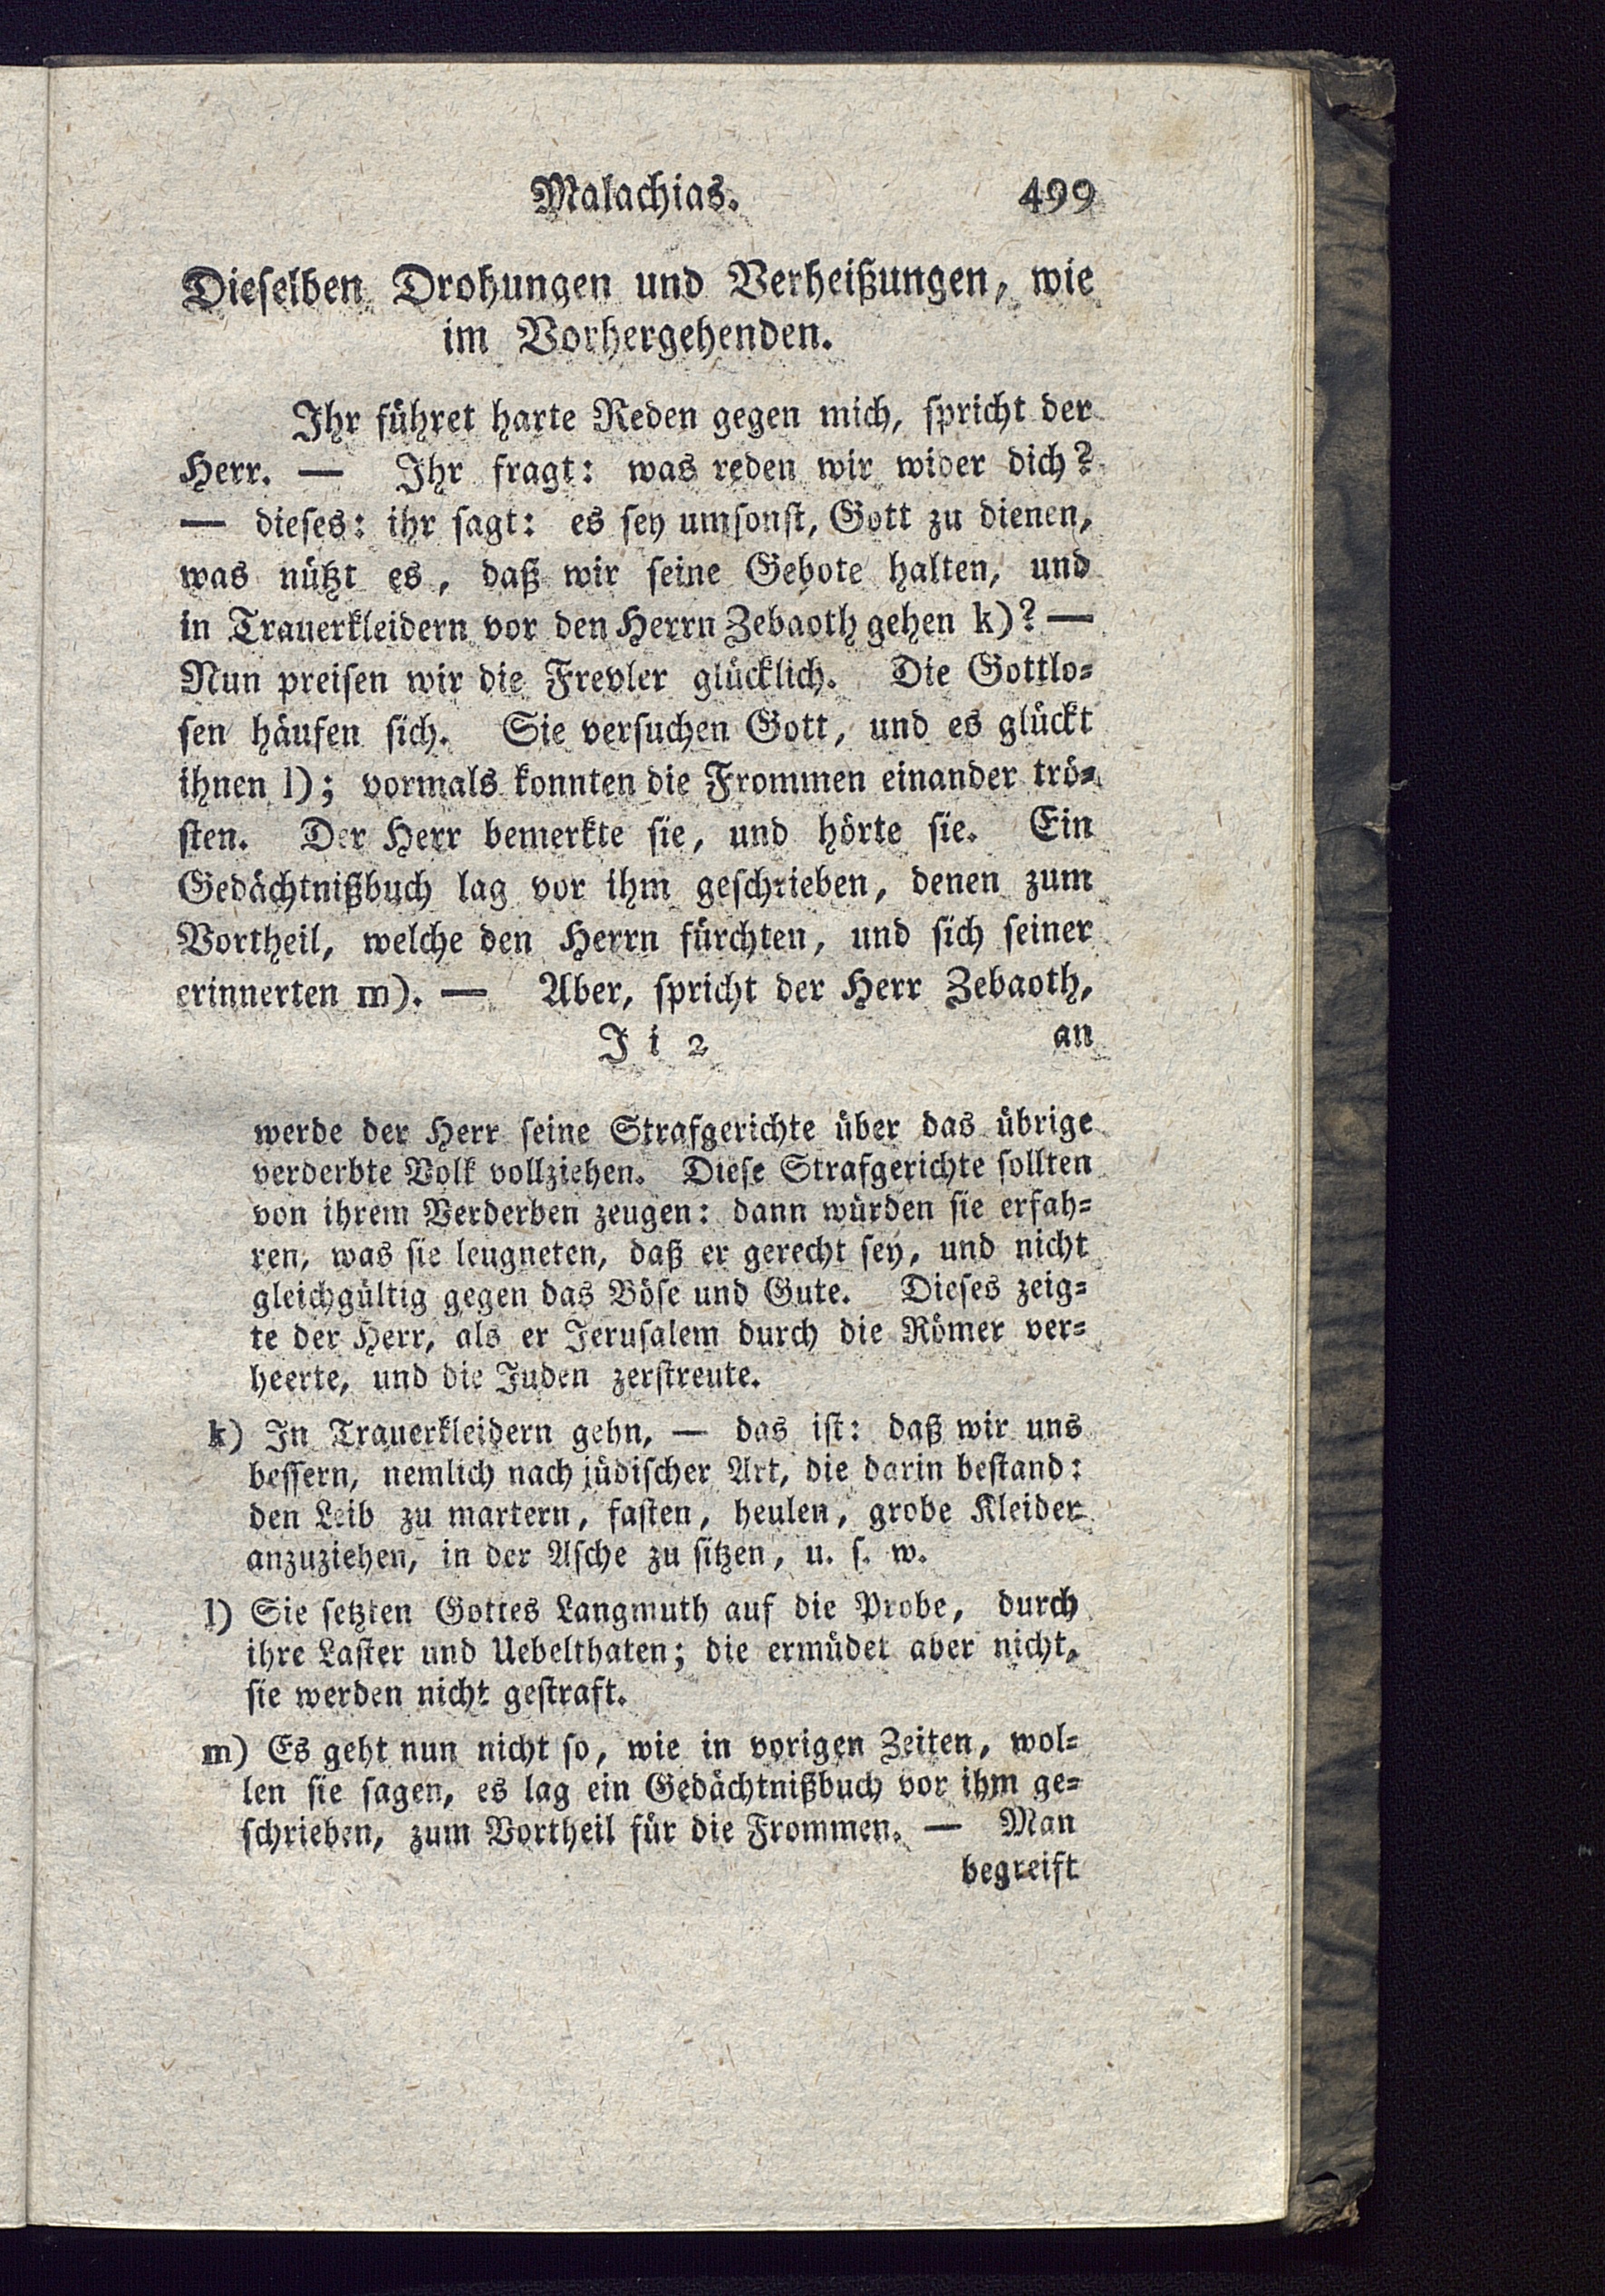 Malachias. 499
Dieselben Drohungen und Verheißungen, wie
im Vorhergehenden.
Ihr führet harte Reden gegen mich, spricht der
Herr. — Ihr fragt: was reden wir wider dich?
— dieses: ihr sagt: es sey umsonst, Gott zu dienen,
was nützt es, daß wir seine Gebote halten, und
in Trauerkleidern vor den Herrn Zebaoth gehen k)? —
Nun preisen wir die Frevler glücklich. Die Gottlo-
sen häufen sich. Sie versuchen Gott, und es glückt
ihnen l); vormals konnten die Frommen einander trö-
sten. Der Herr bemerkte sie, und hörte sie. Ein
Gedächtnißbuch lag vor ihm geschrieben, denen zum
Vortheil, welche den Herrn fürchten, und sich seiner
erinnerten m). — Aber, spricht der Herr Zebaoth,
J i 2 an
werde der Herr seine Strafgerichte über das übrige
verderbte Volk vollziehen. Diese Strafgerichte sollten
von ihrem Verderben zeugen: dann würden sie erfah-
ren, was sie leugneten, daß er gerecht sey, und nicht
gleichgültig gegen das Böse und Gute. Dieses zeig-
te der Herr, als er Jerusalem durch die Römer ver-
heerte, und die Juden zerstreute.
k) In Trauerkleidern gehn, — das ist: daß wir uns
bessern, nemlich nach jüdischer Art, die darin bestand:
den Leib zu martern, fasten, heulen, grobe Kleider
anzuziehen, in der Asche zu sitzen, u. s. w.
l) Sie setzten Gottes Langmuth auf die Probe, durch
ihre Laster und Uebelthaten; die ermüdet aber nicht,
sie werden nicht gestraft.
m) Es geht nun nicht so, wie in vorigen Zeiten, wol-
len sie sagen, es lag ein Gedächtnißbuch vor ihm ge-
schrieben, zum Vortheil für die Frommen. — Man
begreift